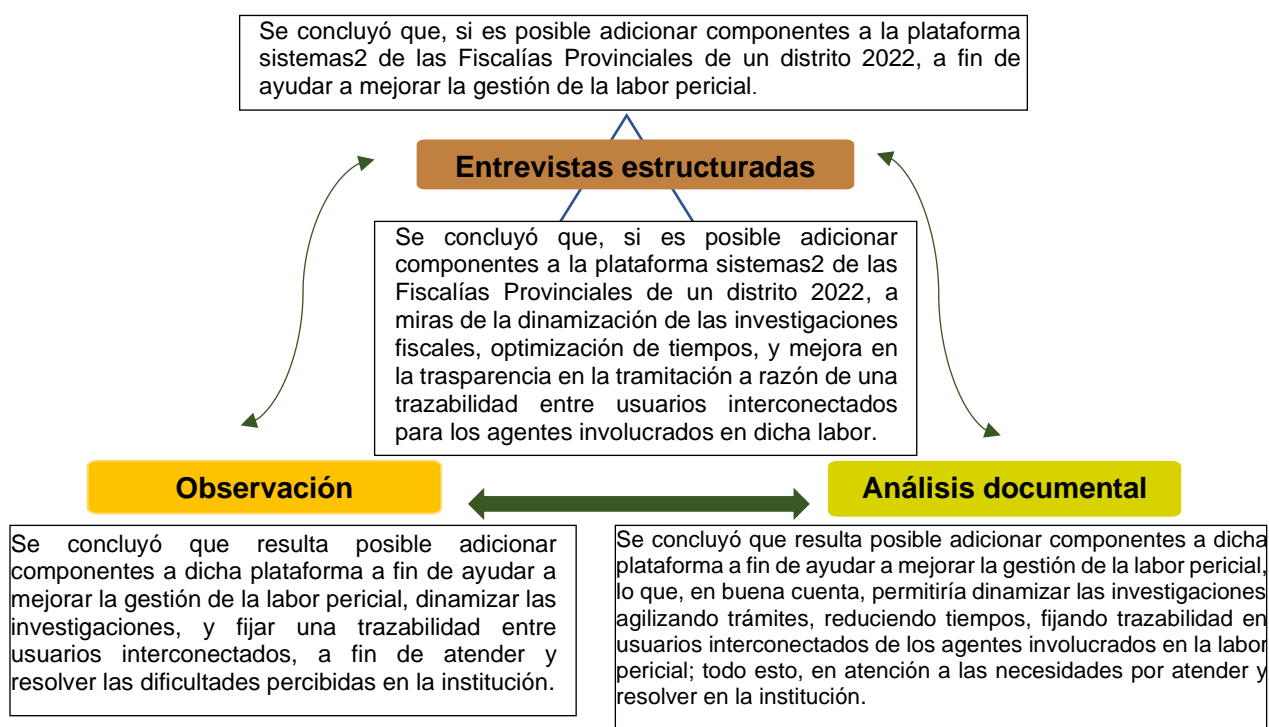 Se concluyó que, si es posible adicionar componentes a la plataforma
sistemas2 de las Fiscalías Provinciales de un distrito 2022, a fin de
ayudar a mejorar la gestión de la labor pericial.
Entrevistas estructuradas
Se concluyó que, si es posible adicionar
componentes a la plataforma sistemas2 de las
Fiscalías Provinciales de un distrito 2022, a
miras de la dinamización de las investigaciones
fiscales, optimización de tiempos, y mejora en
la trasparencia en la tramitación a razón de una
trazabilidad entre usuarios interconectados
para los agentes involucrados en dicha labor.
Observación
Se concluyó que resulta posible adicionar
componentes a dicha plataforma a fin de ayudar a
mejorar la gestión de la labor pericial, dinamizar las
investigaciones, y fijar una trazabilidad entre
usuarios interconectados, a fin de atender y
resolver las dificultades percibidas en la institución.
Análisis documental
Se concluyó que resulta posible adicionar componentes a dicha
plataforma a fin de ayudar a mejorar la gestión de la labor pericial,
lo que, en buena cuenta, permitiría dinamizar las investigaciones
agilizando trámites, reduciendo tiempos, fijando trazabilidad en
usuarios interconectados de los agentes involucrados en la labor
pericial; todo esto, en atención a las necesidades por atender y
resolver en la institución.